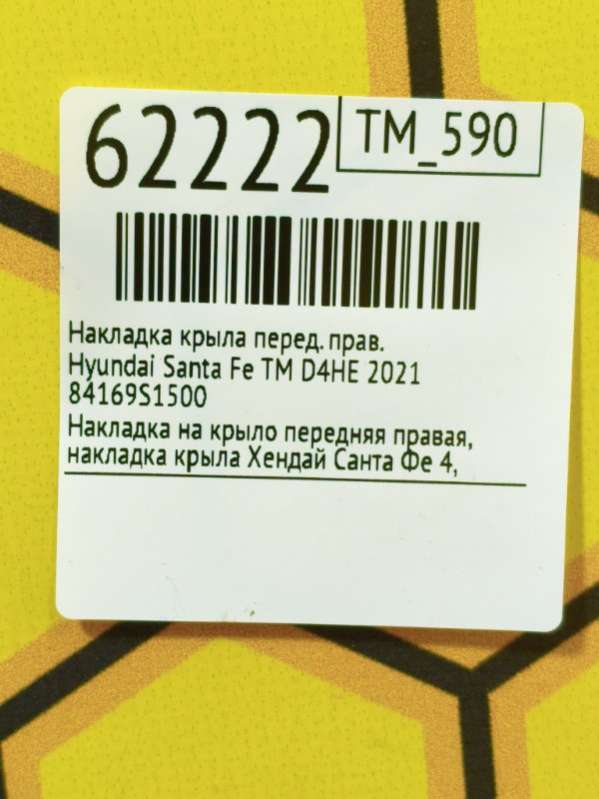 62222
TM_590
Накладка крыла перед. прав.
Hyundai Santa Fe TM D4HE 2021
84169S1500
Накладка на крыло передняя правая,
накладка крыла Хендай Санта Фе 4,